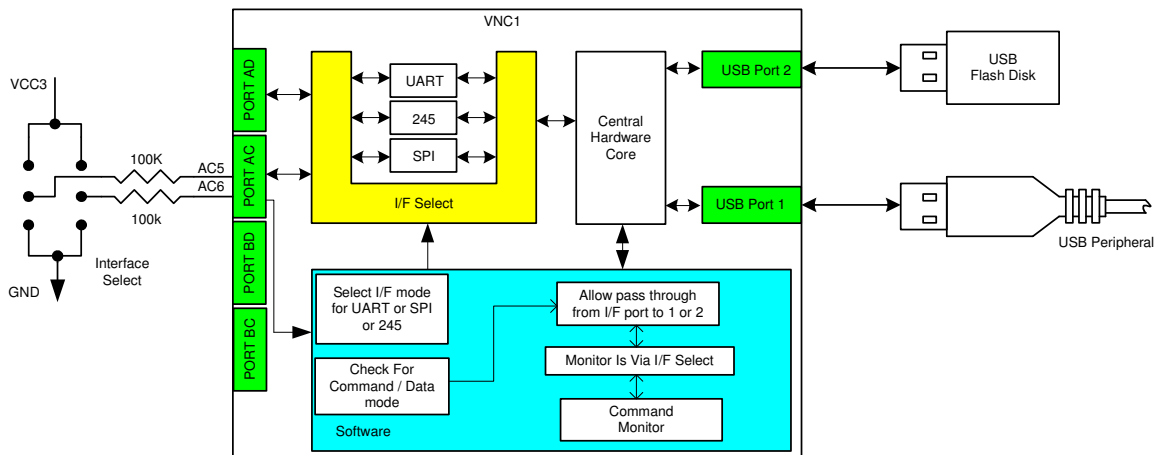 VNC1
VCC3
100K
AC5
AC6
100k
Interface
Select
GND
PORT AD
PORT AC
PORT BD
PORT BC
UART
245
SPI
I/F Select
Central
Hardware
Core
USB Port 2
USB Port 1
USB
Flash Disk
USB Peripheral
Select I/F mode
for UART or SPI
or 245
Check For
Command / Data
mode
Software
Allow pass through
from I/F port to 1 or 2
Monitor Is Via I/F Select
Command
Monitor